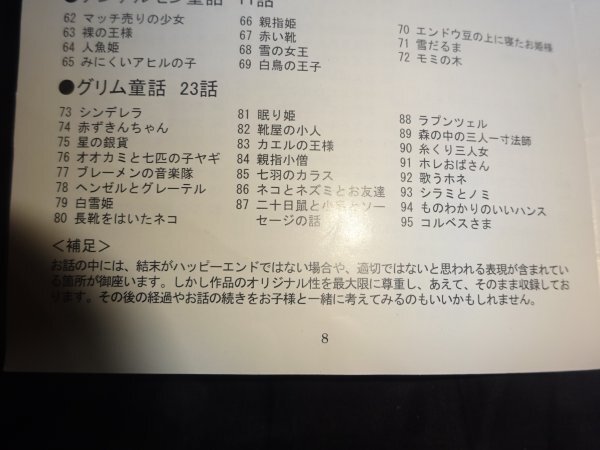 アンデルセン童話 11話
62 マッチ売りの少女
63 裸の王様
64 人魚姫
65 みにくいアヒルの子
66 親指姫
67 赤い靴
68 雪の女王
69 白鳥の王子
70 エンドウ豆の上に寝たお姫様
71 雪だるま
72 モミの木
●グリム童話 23話
73 シンデレラ
74 赤ずきんちゃん
75 星の銀貨
76 オオカミと七匹の子ヤギ
77 ブレーメンの音楽隊
78 ヘンゼルとグレーテル
79 白雪姫
80 長靴をはいたネコ
81 眠り姫
82 靴屋の小人
83 カエルの王様
84 親指小僧
85 七羽のカラス
86 ネコとネズミとお友達
87 二十日鼠と小鳥とソー
セージの話
88 ラプンツェル
89 森の中の三人一寸法師
90 糸くり三人女
91 ホレおばさん
92 歌うホネ
93 シラミとノミ
94 ものわかりのいいハンス
95 コルベスさま
＜補足＞
お話の中には、結末がハッピーエンドではない場合や、適切ではないと思われる表現が含まれてい
る箇所が御座います。しかし作品のオリジナル性を最大限に尊重し、あえて、そのまま収録してお
ります。その後の経過やお話の続きをお子様と一緒に考えてみるのもいいかもしれません。
8